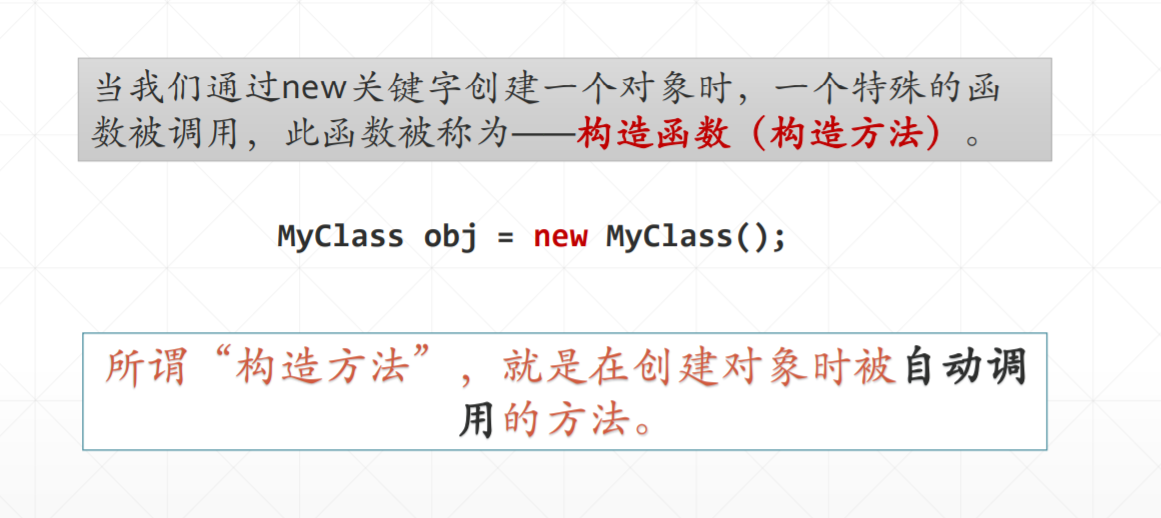 当我们通过new关键字创建一个对象时，一个特殊的函
数被调用，此函数被称为——构造函数（构造方法）。
MyClass obj = new MyClass();
所谓“构造方法”，就是在创建对象时被自动调
用的方法。